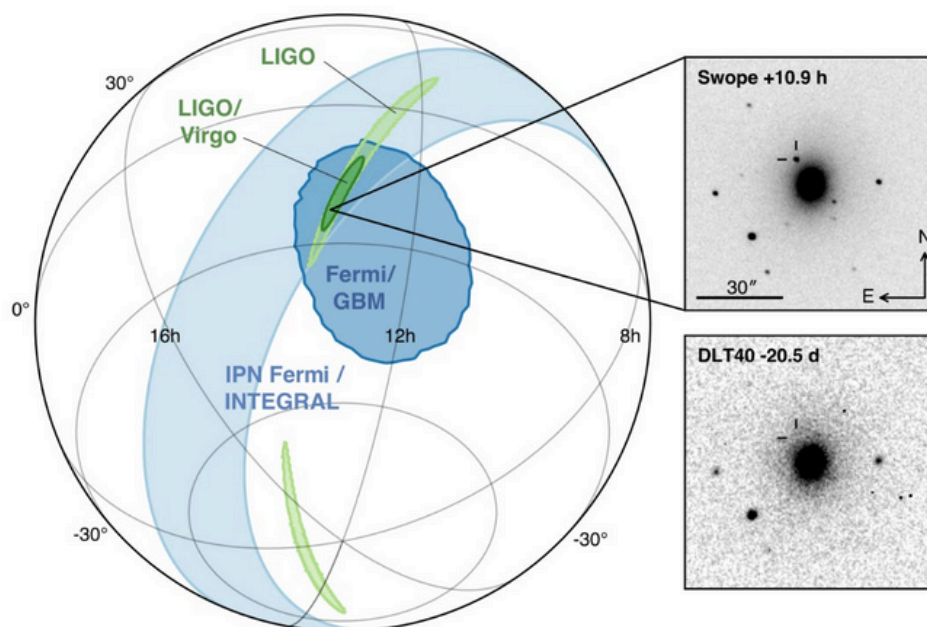 30°
LIGO
LIGO/
Virgo
Fermi/
GBM
0°
16h
12h
8h
IPN Fermi /
INTEGRAL
-30°
-30°
Swope +10.9 h
N
E
30″
DLT40 -20.5 d